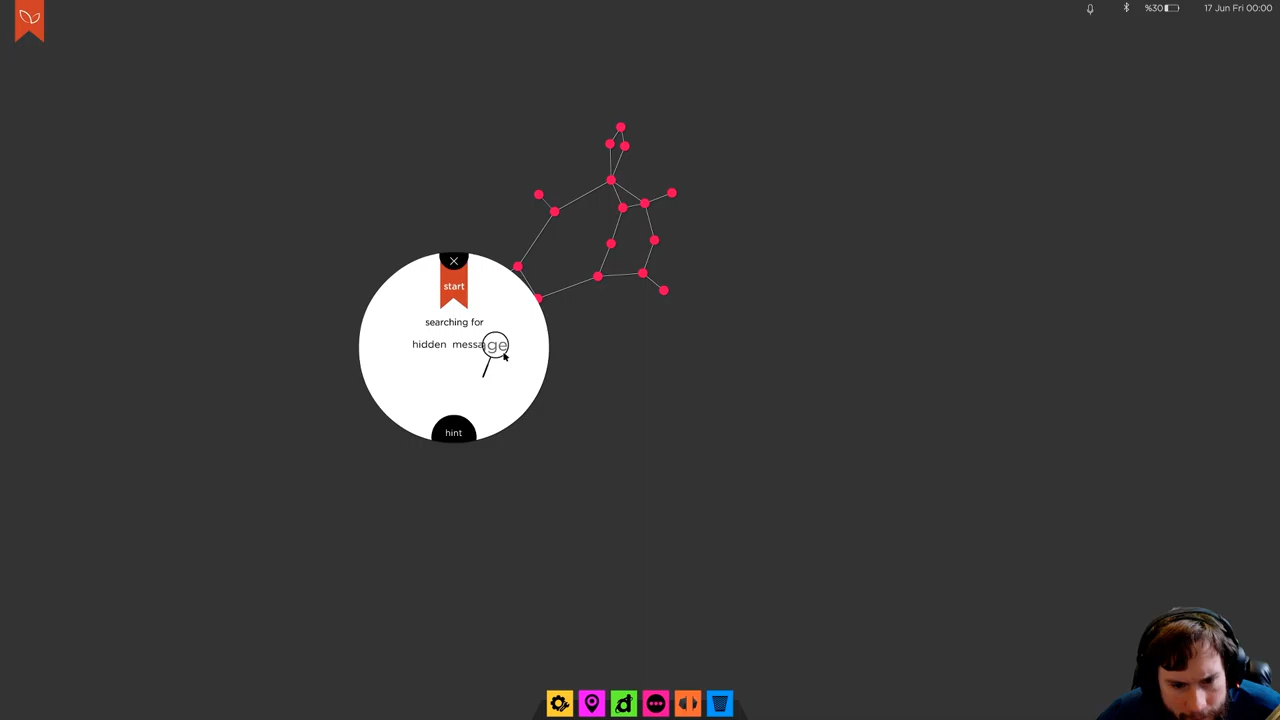 %30
17 Jun Fri 00:00
start
searching for
hidden message
hint